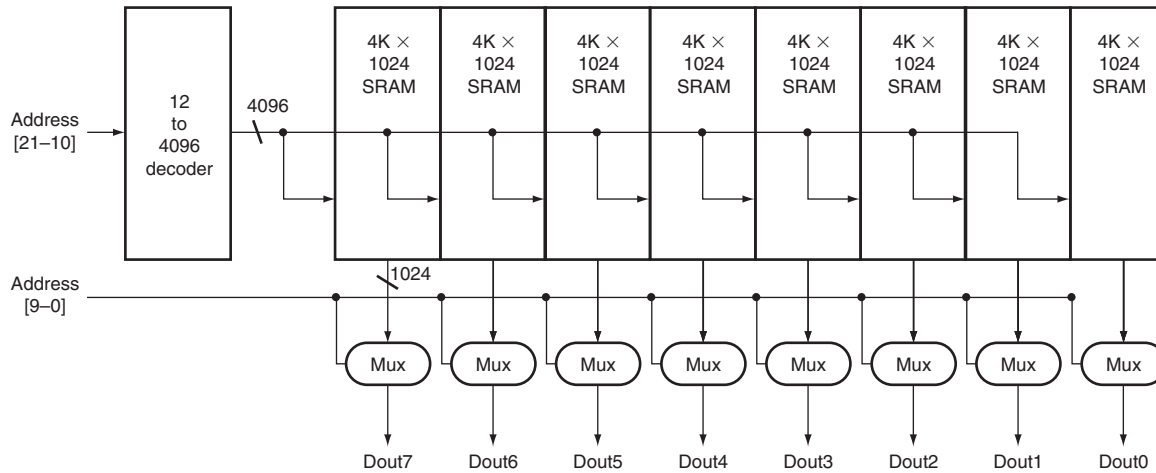 4K ×
1024
SRAM
4K ×
1024
SRAM
4K ×
1024
SRAM
4K ×
1024
SRAM
4K ×
1024
SRAM
4K ×
1024
SRAM
4K ×
1024
SRAM
4K ×
1024
SRAM
Address
[21–10]
12
to
4096
decoder
4096
Address
[9–0]
1024
Mux
Mux
Mux
Mux
Mux
Mux
Mux
Mux
Dout7
Dout6
Dout5
Dout4
Dout3
Dout2
Dout1
Dout0